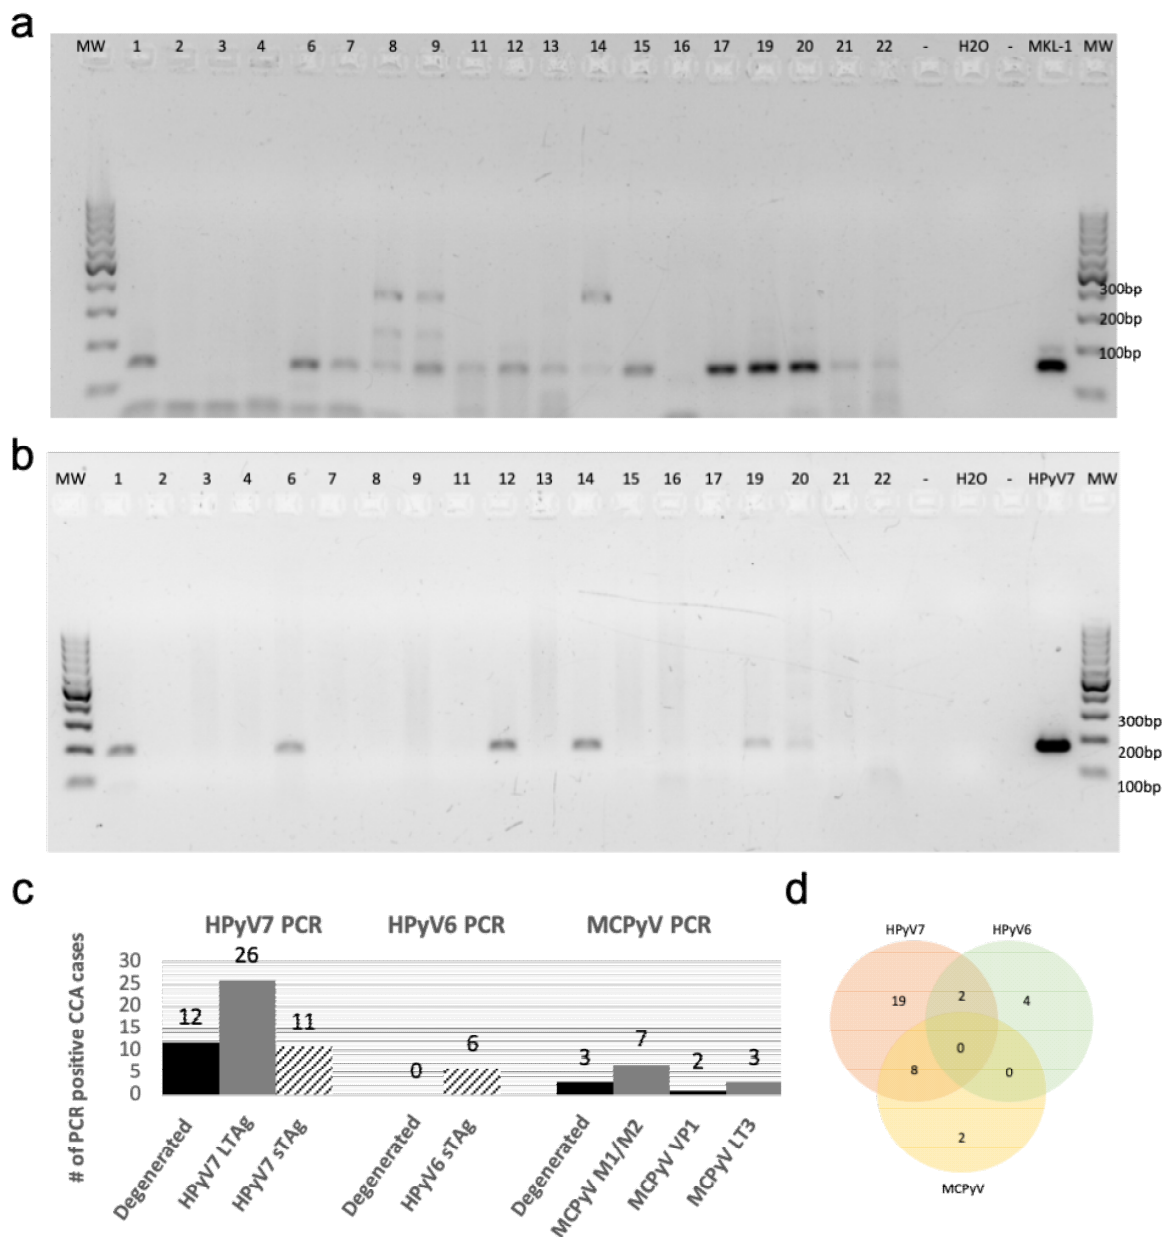 a
MW 1 2 3 4 6 7 8 9 11 12 13 14 15 16 17 19 20 21 22 - H2O - MKL-1 MW
300bp
200bp
100bp
b
MW 1 2 3 4 6 7 8 9 11 12 13 14 15 16 17 19 20 21 22 - H2O - HPyV7 MW
300bp
200bp
100bp
c
HPyV7 PCR HPyV6 PCR MCPyV PCR
# of PCR positive CCA cases
30
25
20
15
10
5
0
12 26 11 0 6 3 7 2 3
Degenerated
HPyV7 LTAg
HPyV7 sTAg
Degenerated
HPyV6 sTAg
Degenerated
MCPyV M1/M2
MCPyV VP1
MCPyV LT3
d
HPyV7 HPyV6
19 2 4
0
8 0
2
MCPyV